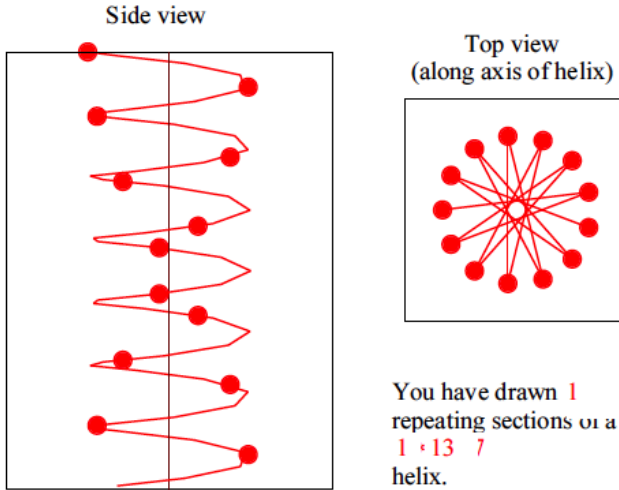 Side view
Top view
(along axis of helix)
You have drawn 1
repeating sections of a
1 13 7
helix.